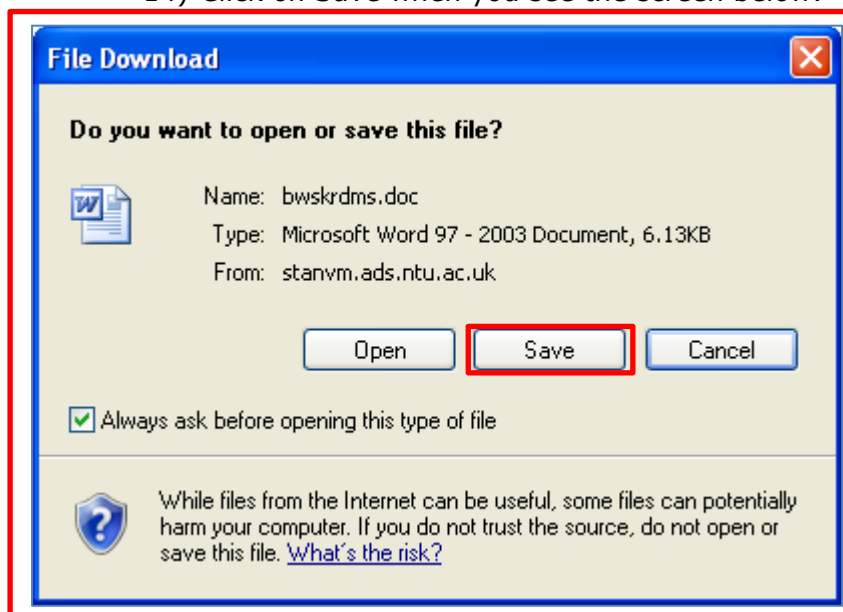 File Download
Do you want to open or save this file?
Name: bwskrdms.doc
Type: Microsoft Word 97 - 2003 Document, 6.13KB
From: stanvm.ads.ntu.ac.uk
Open Save Cancel
Always ask before opening this type of file
While files from the Internet can be useful, some files can potentially
harm your computer. If you do not trust the source, do not open or
save this file. What's the risk?